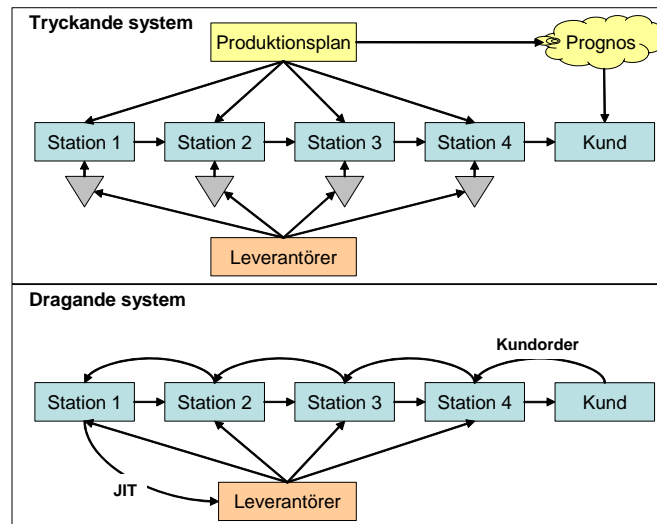 Tryckande system
Produktionsplan
Prognos
Station 1
Station 2
Station 3
Station 4
Kund
Leverantörer
Dragande system
Kundorder
Station 1
Station 2
Station 3
Station 4
Kund
JIT
Leverantörer